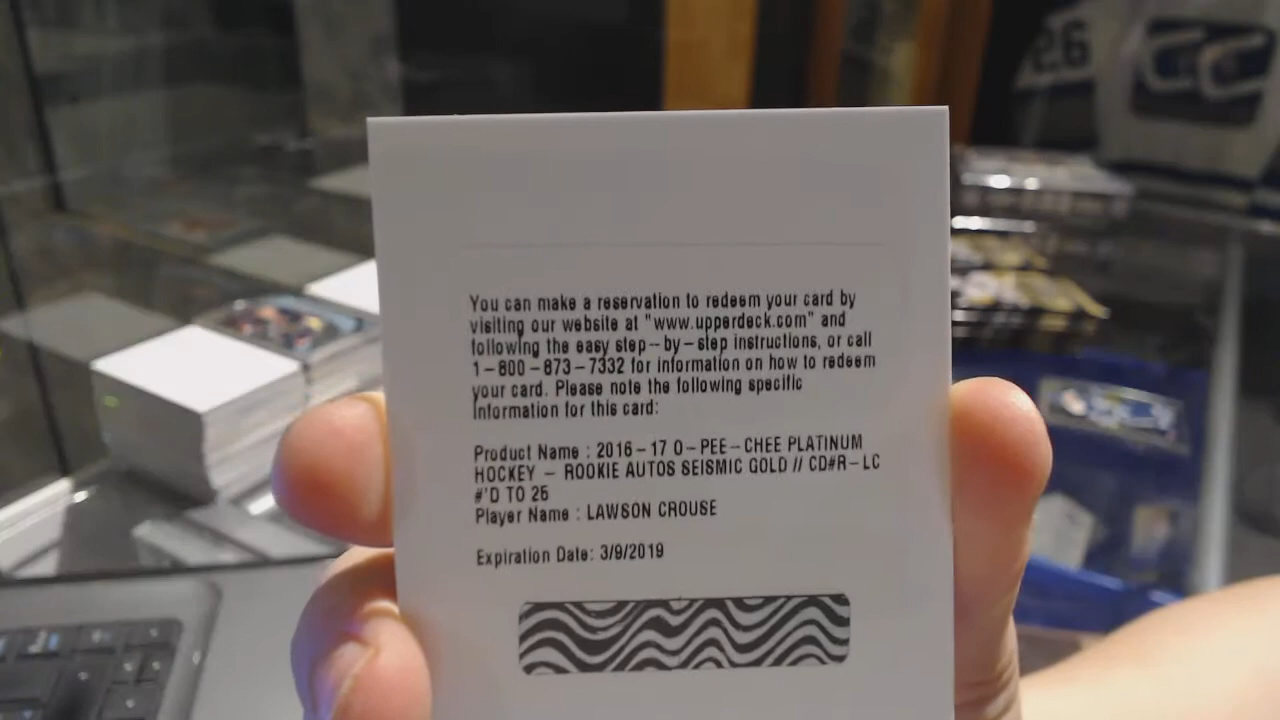 You can make a reservation to redeem your card by
visiting our website at "www.upperdeck.com" and
following the easy step-by-step instructions, or call
1-800-873-7332 for information on how to redeem
your card. Please note the following specific
information for this card:
Product Name : 2016-17 O-PEE-CHEE PLATINUM
HOCKEY - ROOKIE AUTOS SEISMIC GOLD // CD#R-LC
#'D TO 25
Player Name : LAWSON CROUSE
Expiration Date: 3/9/2019
26